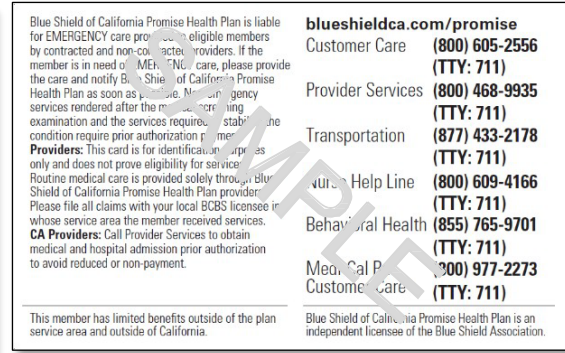 Blue Shield of California Promise Health Plan is liable
for EMERGENCY care provided to eligible members
by contracted and non-contracted providers. If the
member is in need of EMERGENCY care, please provide
the care and notify Blue Shield of California Promise
Health Plan as soon as possible. Non-emergency
services rendered after the medical screening
examination and the services required to stabilize the
condition require prior authorization
Providers: This card is for identification purposes
only and does not prove eligibility for service.
Routine medical care is provided solely through Blue
Shield of California Promise Health Plan providers
Please file all claims with your local BCBS licensee in
whose service area the member received services.
CA Providers: Call Provider Services to obtain
medical and hospital admission prior authorization
to avoid reduced or non-payment.
This member has limited benefits outside of the plan
service area and outside of California.
blueshieldca.com/promise
Customer Care (800) 605-2556
(TTY: 711)
Provider Services (800) 468-9935
(TTY: 711)
Transportation (877) 433-2178
(TTY: 711)
Nurse Help Line (800) 609-4166
(TTY: 711)
Behavioral Health (855) 765-9701
(TTY: 711)
Medi-Cal (800) 977-2273
Customer Care (TTY: 711)
Blue Shield of California Promise Health Plan is an
independent licensee of the Blue Shield Association.
SAMPLE